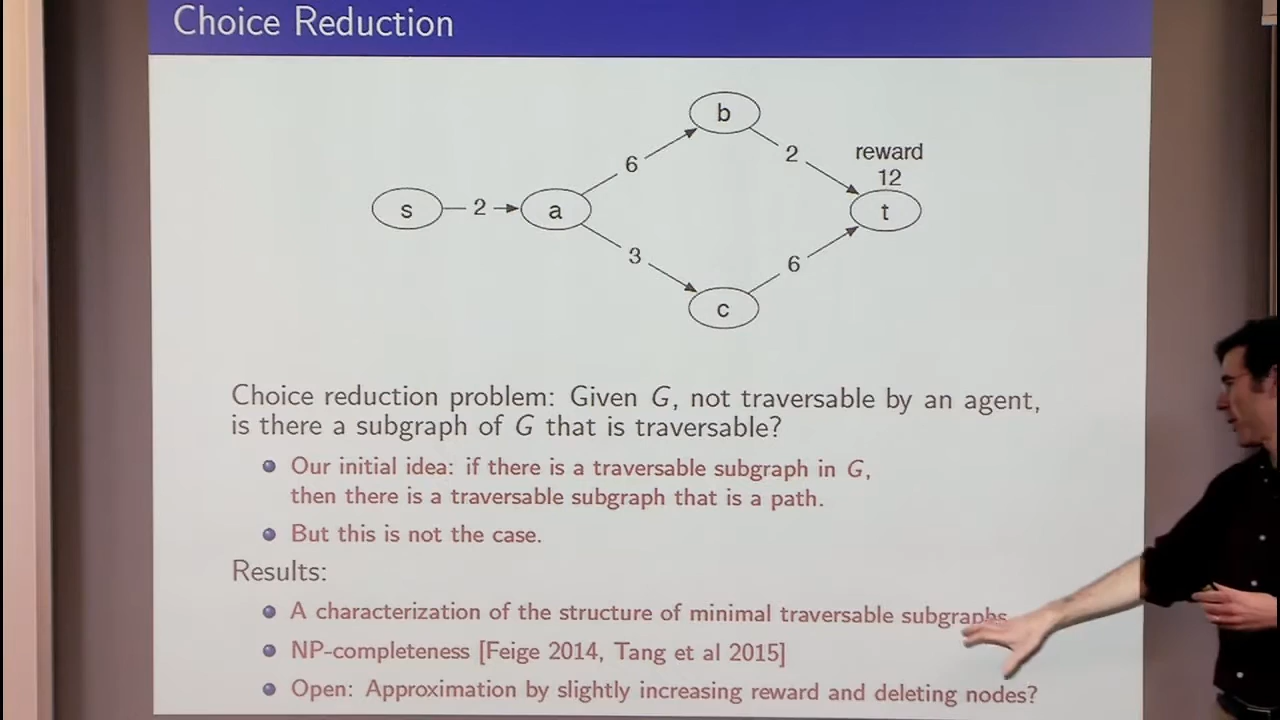 Choice Reduction
b
6
2
reward
12
s
2
a
t
3
6
c
Choice reduction problem: Given G, not traversable by an agent,
is there a subgraph of G that is traversable?
Our initial idea: if there is a traversable subgraph in G,
then there is a traversable subgraph that is a path.
But this is not the case.
Results:
A characterization of the structure of minimal traversable subgraphs
NP-completeness [Feige 2014, Tang et al 2015]
Open: Approximation by slightly increasing reward and deleting nodes?